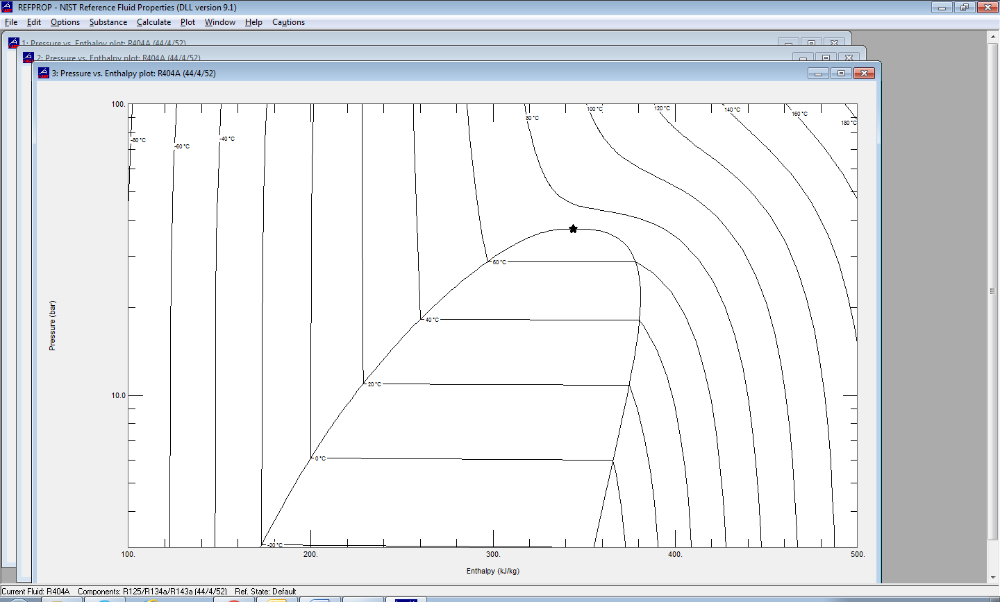 REFPROP - NIST Reference Fluid Properties (DLL version 9.1)
File Edit Options Substance Calculate Plot Window Help Cautions
1: Pressure vs. Enthalpy plot: R404A (44/4/52)
2: Pressure vs. Enthalpy plot: R404A (44/4/52)
3: Pressure vs. Enthalpy plot: R404A (44/4/52)
100.
80 °C
100 °C
120 °C
140 °C
160 °C
180 °C
-80 °C
-60 °C
-40 °C
60 °C
40 °C
Pressure (bar)
20 °C
10.0
0 °C
-20 °C
100. 200. 300. 400. 500.
Enthalpy (kJ/kg)
Current Fluid: R404A Components: R125/R134a/R143a (44/4/52) Ref. State: Default